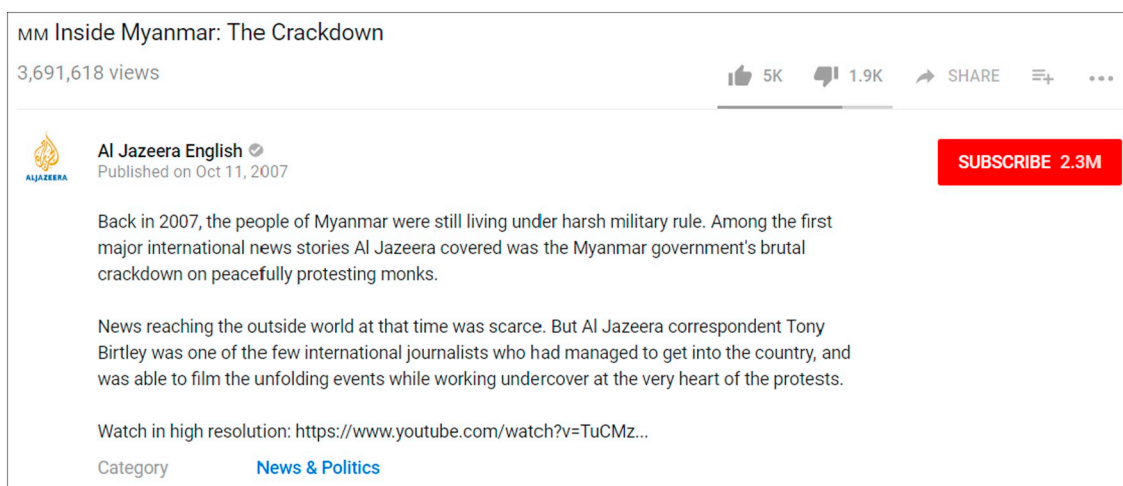 ᴍᴍ Inside Myanmar: The Crackdown
3,691,618 views
5K 1.9K SHARE
Al Jazeera English
Published on Oct 11, 2007
SUBSCRIBE 2.3M
ALJAZEERA
Back in 2007, the people of Myanmar were still living under harsh military rule. Among the first
major international news stories Al Jazeera covered was the Myanmar government's brutal
crackdown on peacefully protesting monks.
News reaching the outside world at that time was scarce. But Al Jazeera correspondent Tony
Birtley was one of the few international journalists who had managed to get into the country, and
was able to film the unfolding events while working undercover at the very heart of the protests.
Watch in high resolution: https://www.youtube.com/watch?v=TuCMz...
Category News & Politics